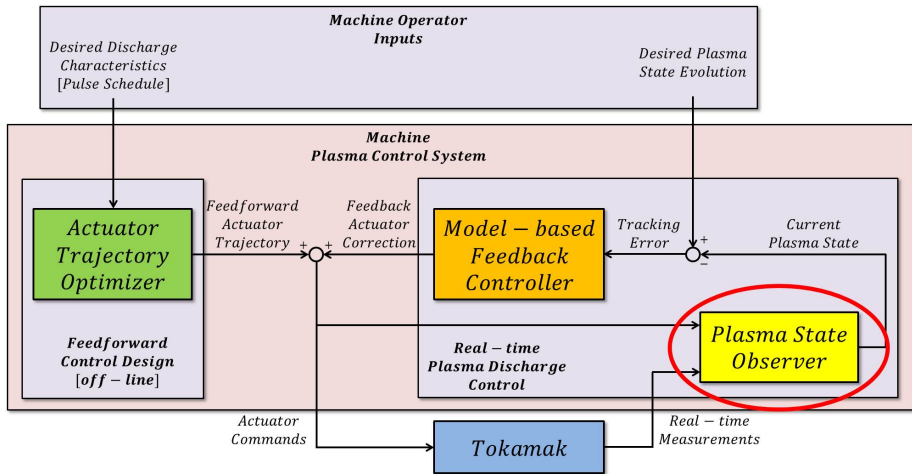 Machine Operator
Inputs
Desired Discharge
Characteristics
[Pulse Schedule]
Desired Plasma
State Evolution
Machine
Plasma Control System
Actuator
Trajectory
Optimizer
Feedforward
Actuator
Trajectory
+
+
Feedback
Actuator
Correction
Model – based
Feedback
Controller
Tracking
Error
+
−
Current
Plasma State
Feedforward
Control Design
[off – line]
Real – time
Plasma Discharge
Control
Plasma State
Observer
Actuator
Commands
Tokamak
Real – time
Measurements